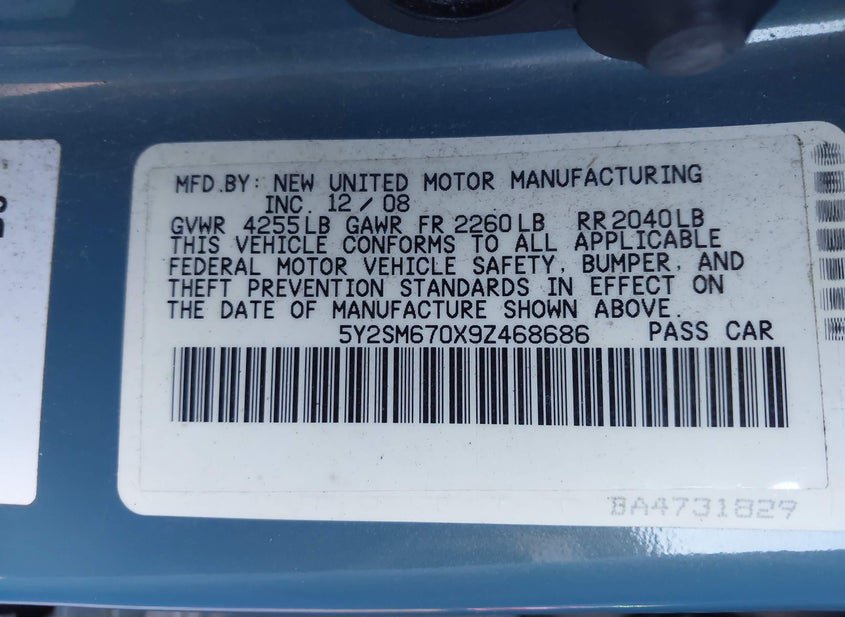 MFD.BY: NEW UNITED MOTOR MANUFACTURING
INC. 12/08
GVWR 4255LB GAWR FR 2260LB RR 2040LB
THIS VEHICLE CONFORMS TO ALL APPLICABLE
FEDERAL MOTOR VEHICLE SAFETY, BUMPER, AND
THEFT PREVENTION STANDARDS IN EFFECT ON
THE DATE OF MANUFACTURE SHOWN ABOVE.
5Y2SM670X9Z468686 PASS CAR
BA4731829